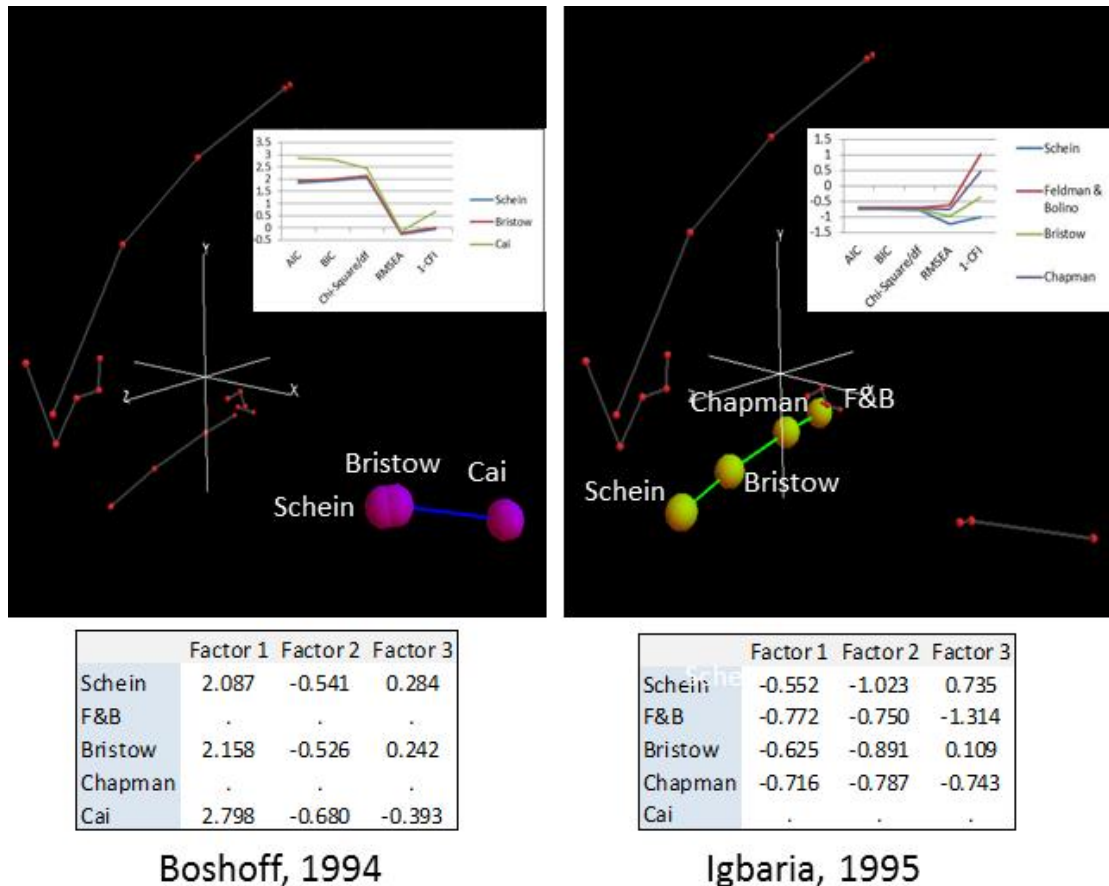 3.5
3
2.5
2
1.5
1
0.5
0
-0.5
AIC
BIC
Chi-Square/df
RMSEA
1-CFI
Schein
Bristow
Cai
Y
Z
X
Bristow
Cai
Schein
1.5
1
0.5
0
-0.5
-1
-1.5
AIC
BIC
Chi-Square/df
RMSEA
1-CFI
Schein
Feldman &
Bolino
Bristow
Chapman
Y
Z
X
Chapman
F&B
Schein
Bristow
Factor 1 Factor 2 Factor 3
Schein 2.087 -0.541 0.284
F&B . . .
Bristow 2.158 -0.526 0.242
Chapman . . .
Cai 2.798 -0.680 -0.393
Boshoff, 1994
Factor 1 Factor 2 Factor 3
Schein -0.552 -1.023 0.735
F&B -0.772 -0.750 -1.314
Bristow -0.625 -0.891 0.109
Chapman -0.716 -0.787 -0.743
Cai . . .
Igbaria, 1995